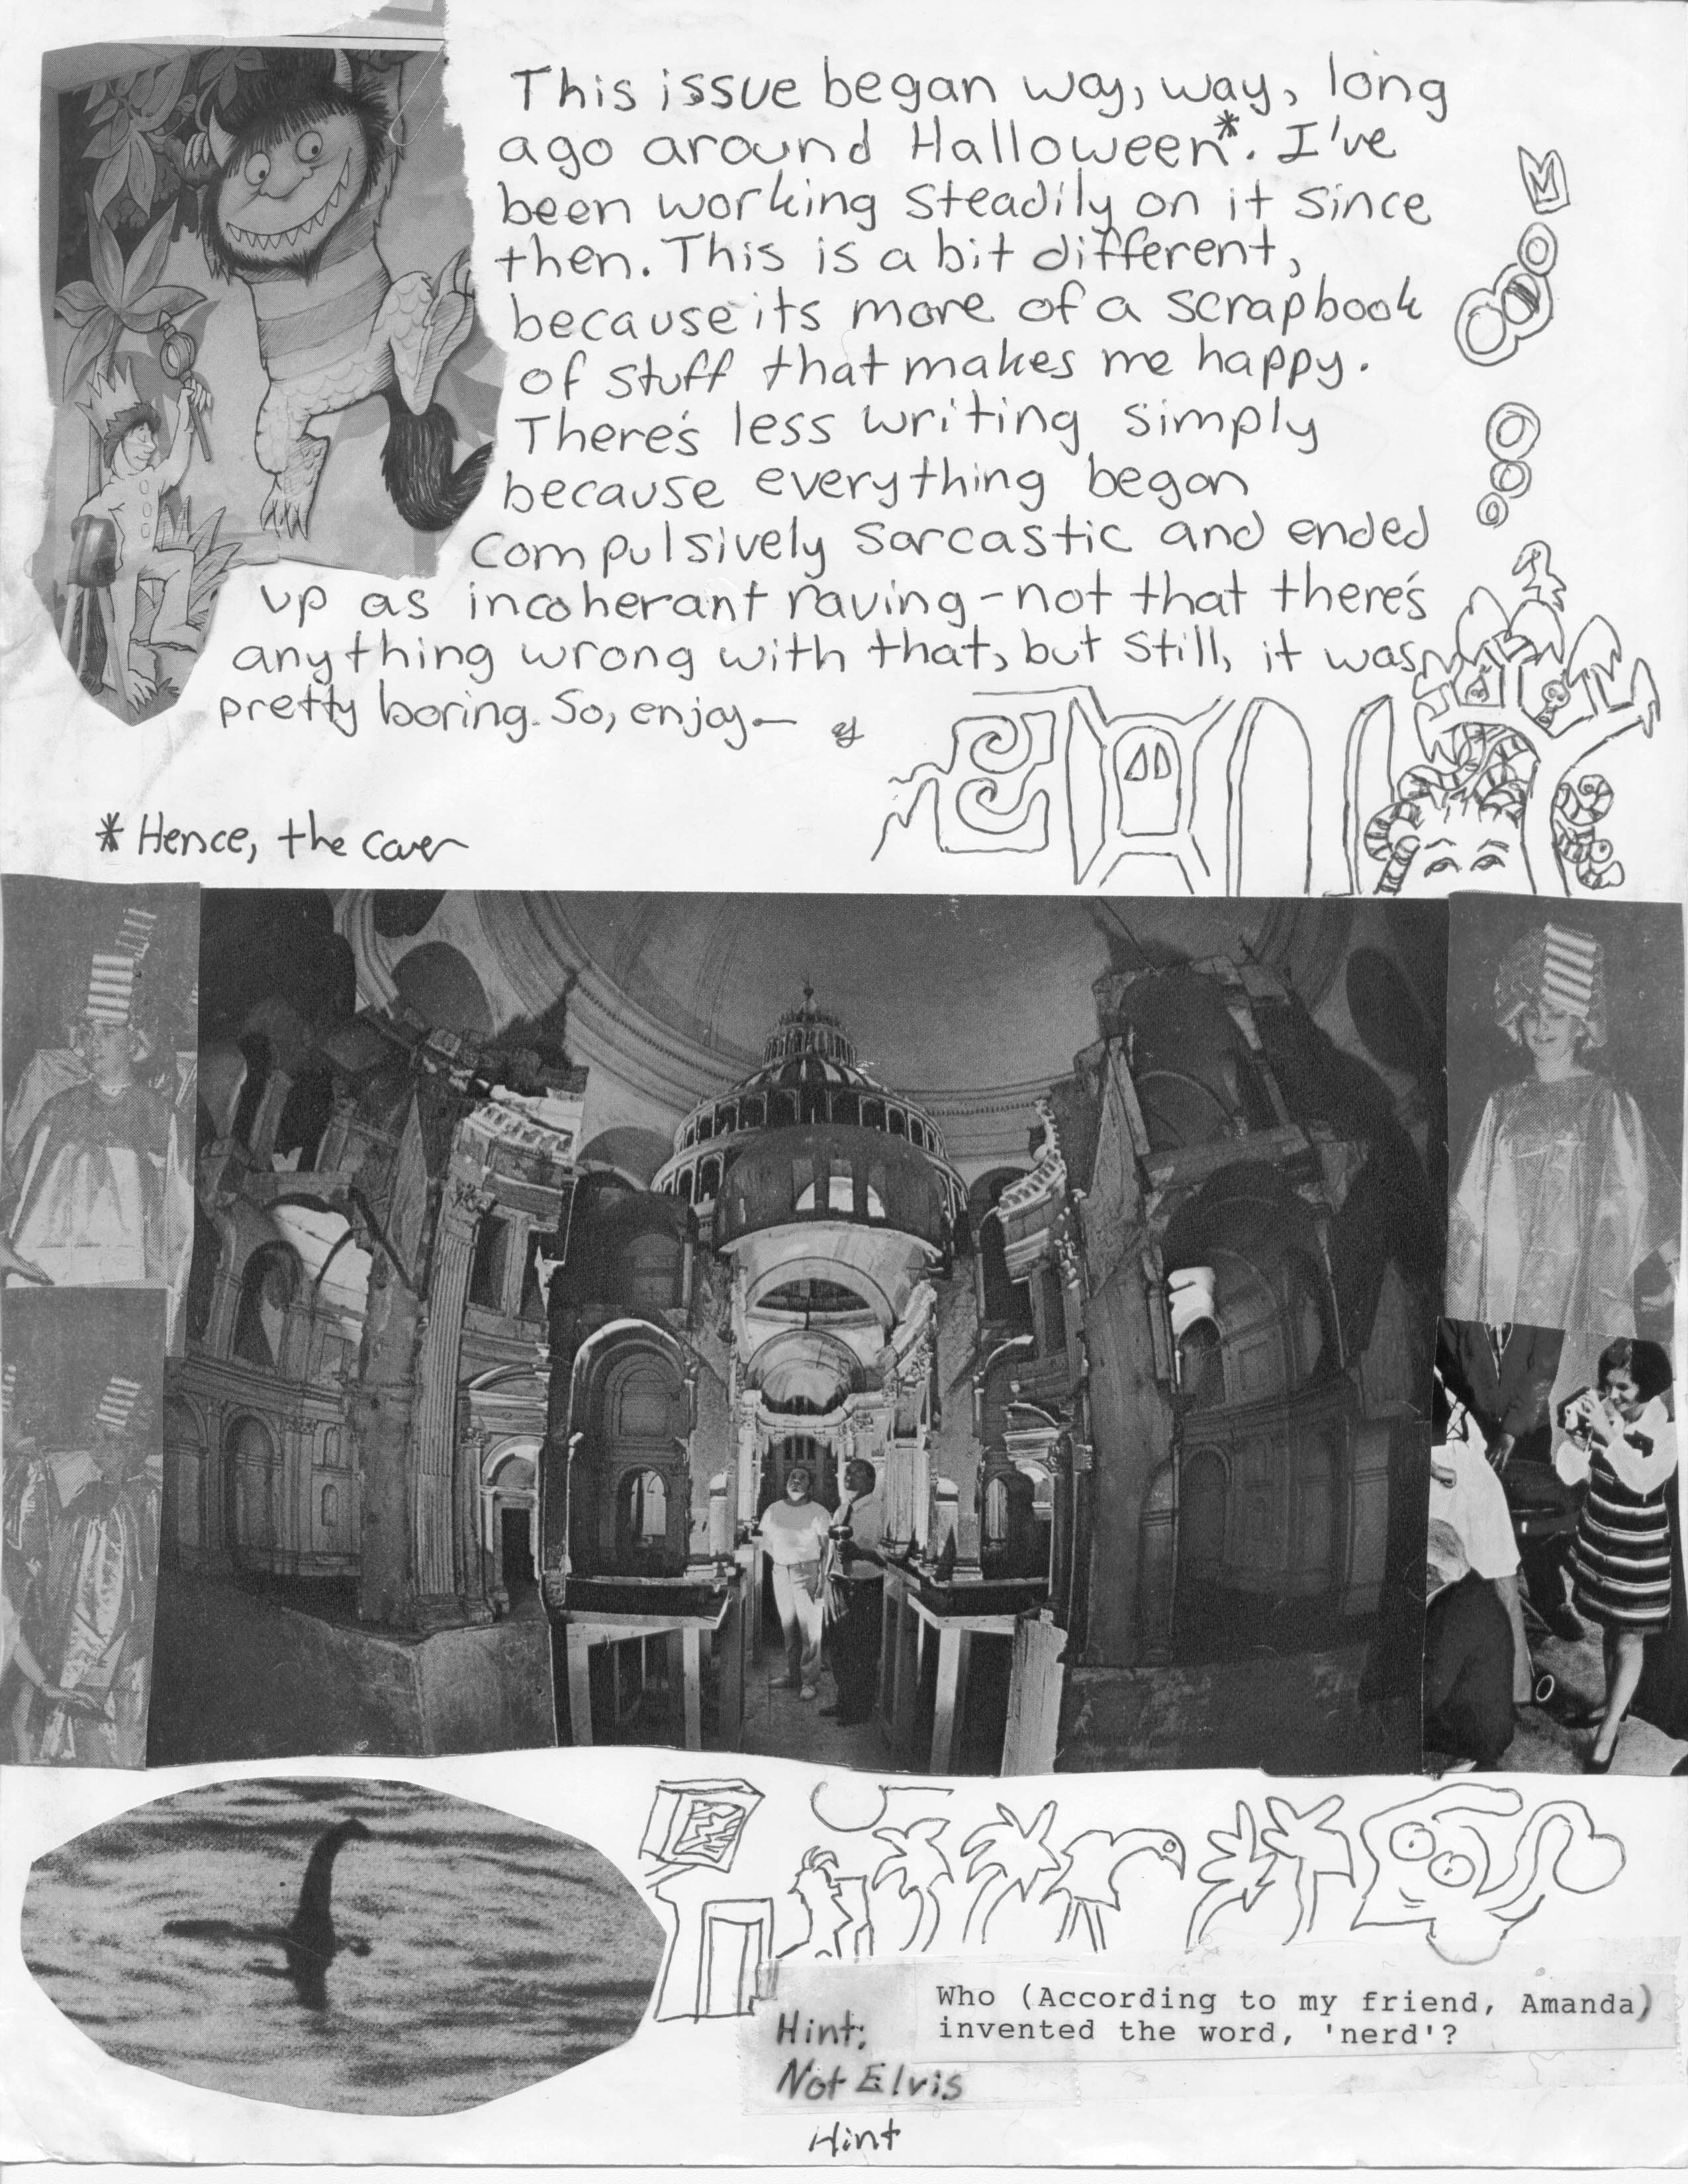 This issue began way, way, long
ago around Halloween*. I've
been working steadily on it since
then. This is a bit different,
because its more of a scrapbook
of stuff that makes me happy.
There's less writing simply
because everything began
compulsively sarcastic and ended
up as incoherant raving - not that there's
anything wrong with that, but still, it was
pretty boring. So, enjoy—
* Hence, the cover
Who (According to my friend, Amanda)
invented the word, 'nerd'?
Hint:
Not Elvis
Hint